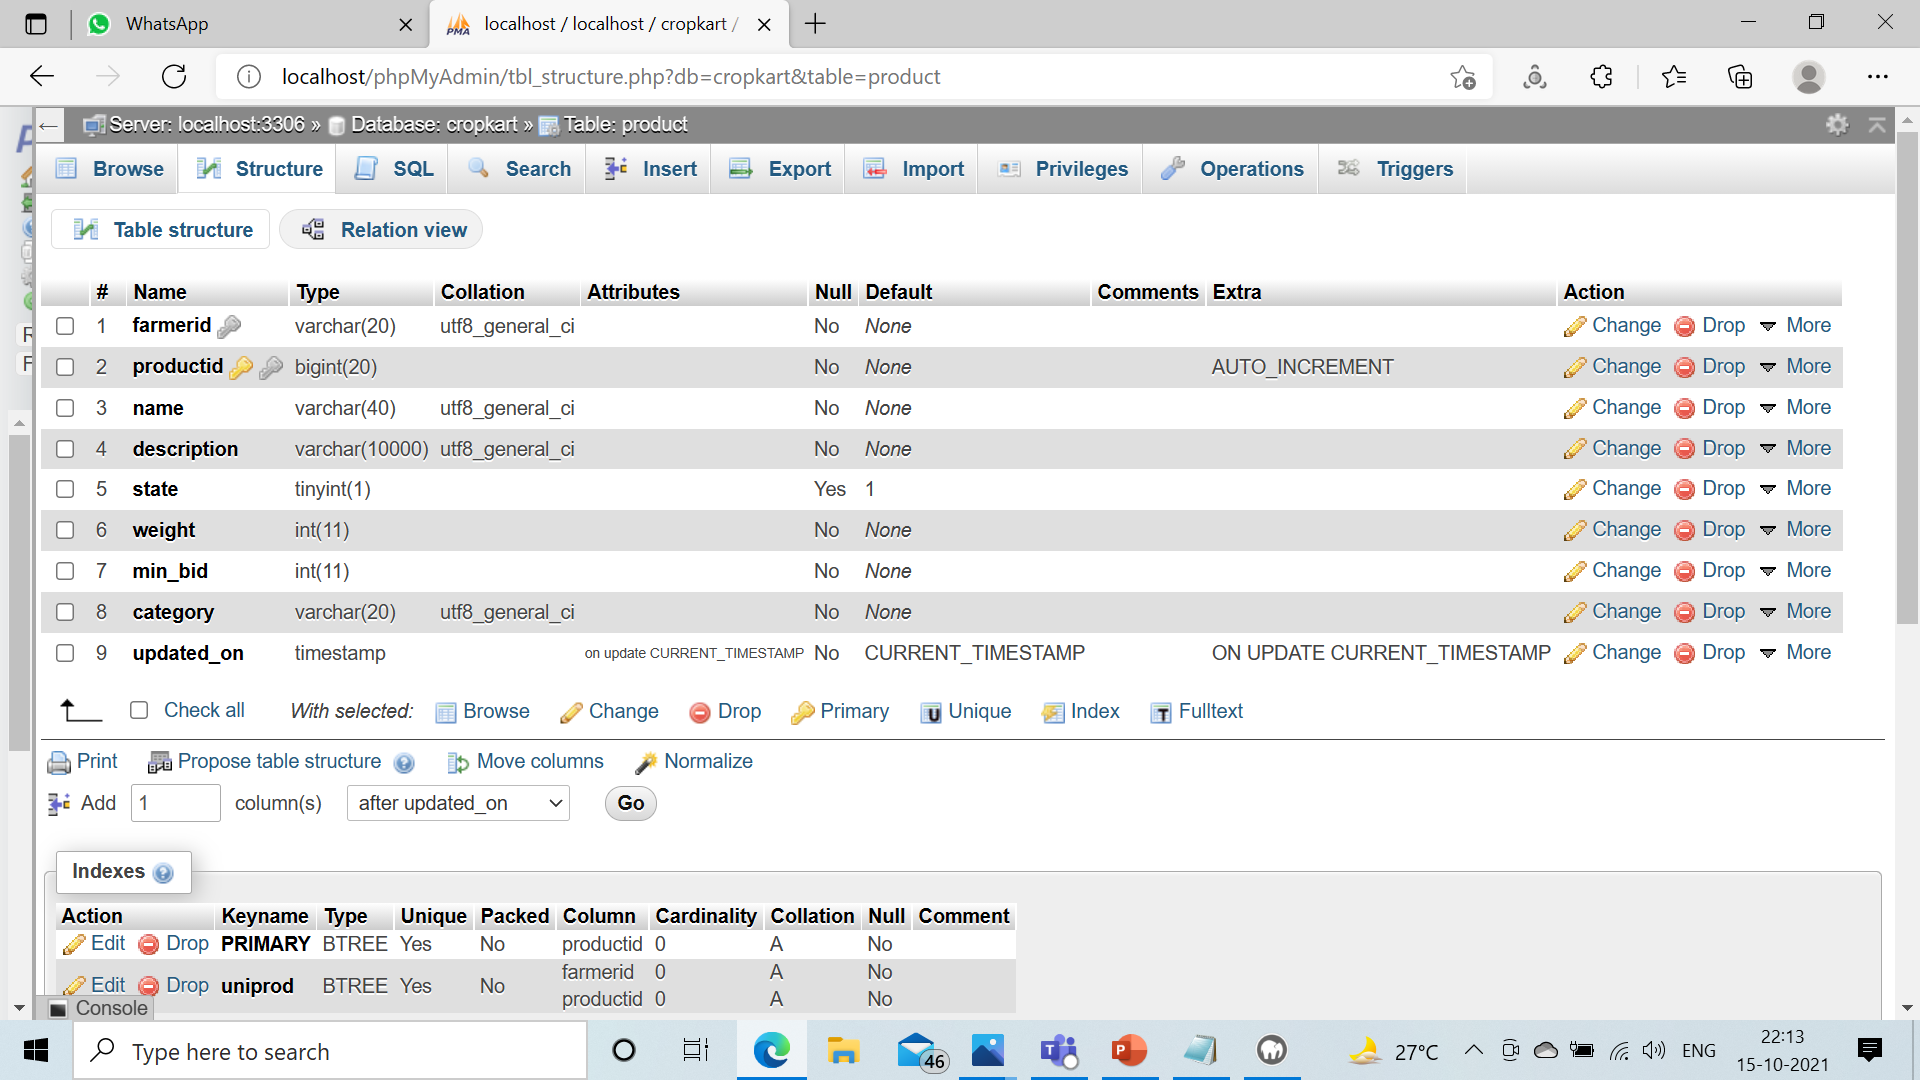 WhatsApp
localhost / localhost / cropkart /
localhost/phpMyAdmin/tbl_structure.php?db=cropkart&table=product
Server: localhost:3306 » Database: cropkart » Table: product
Browse Structure SQL Search Insert Export Import Privileges Operations Triggers
Table structure Relation view
# Name Type Collation Attributes Null Default Comments Extra Action
1 farmerid varchar(20) utf8_general_ci No None Change Drop More
2 productid bigint(20) No None AUTO_INCREMENT Change Drop More
3 name varchar(40) utf8_general_ci No None Change Drop More
4 description varchar(10000) utf8_general_ci No None Change Drop More
5 state tinyint(1) Yes 1 Change Drop More
6 weight int(11) No None Change Drop More
7 min_bid int(11) No None Change Drop More
8 category varchar(20) utf8_general_ci No None Change Drop More
9 updated_on timestamp on update CURRENT_TIMESTAMP No CURRENT_TIMESTAMP ON UPDATE CURRENT_TIMESTAMP Change Drop More
Check all With selected: Browse Change Drop Primary Unique Index Fulltext
Print Propose table structure Move columns Normalize
Add 1 column(s) after updated_on Go
Indexes
Action Keyname Type Unique Packed Column Cardinality Collation Null Comment
Edit Drop PRIMARY BTREE Yes No productid 0 A No
farmerid 0 A No
Edit Drop uniprod BTREE Yes No
productid 0 A No
Console
Type here to search
46
27°C
ENG
22:13
15-10-2021